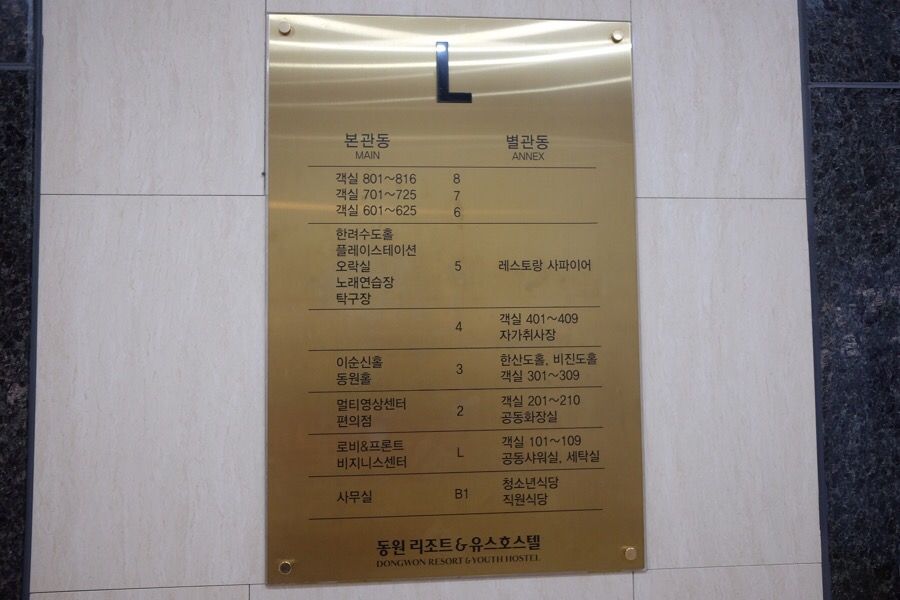 L
본관동 별관동
MAIN ANNEX
객실 801~816 8
객실 701~725 7
객실 601~625 6
한려수도홀
플레이스테이션
오락실 5 레스토랑 사파이어
노래연습장
탁구장
4 객실 401~409
자가취사장
이순신홀 한산도홀, 비진도홀
동원홀 3 객실 301~309
멀티영상센터 2 객실 201~210
편의점 공동화장실
로비&프론트 L 객실 101~109
비지니스센터 공동샤워실, 세탁실
사무실 B1 청소년식당
직원식당
동원 리조트 & 유스호스텔
DONGWON RESORT & YOUTH HOSTEL